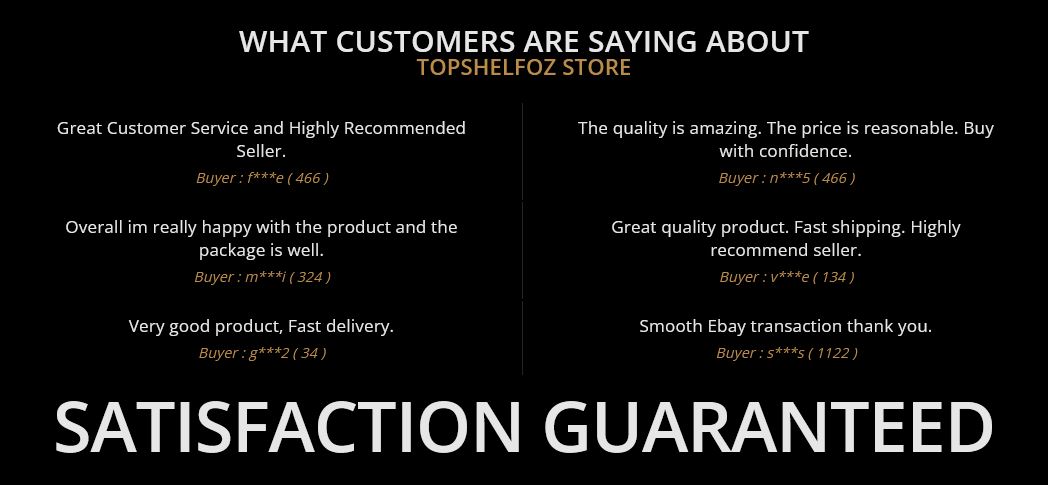 WHAT CUSTOMERS ARE SAYING ABOUT
TOPSHELFOZ STORE
Great Customer Service and Highly Recommended
Seller.
Buyer : f***e ( 466 )
The quality is amazing. The price is reasonable. Buy
with confidence.
Buyer : n***5 ( 466 )
Overall im really happy with the product and the
package is well.
Buyer : m***i ( 324 )
Great quality product. Fast shipping. Highly
recommend seller.
Buyer : v***e ( 134 )
Very good product, Fast delivery.
Buyer : g***2 ( 34 )
Smooth Ebay transaction thank you.
Buyer : s***s ( 1122 )
SATISFACTION GUARANTEED